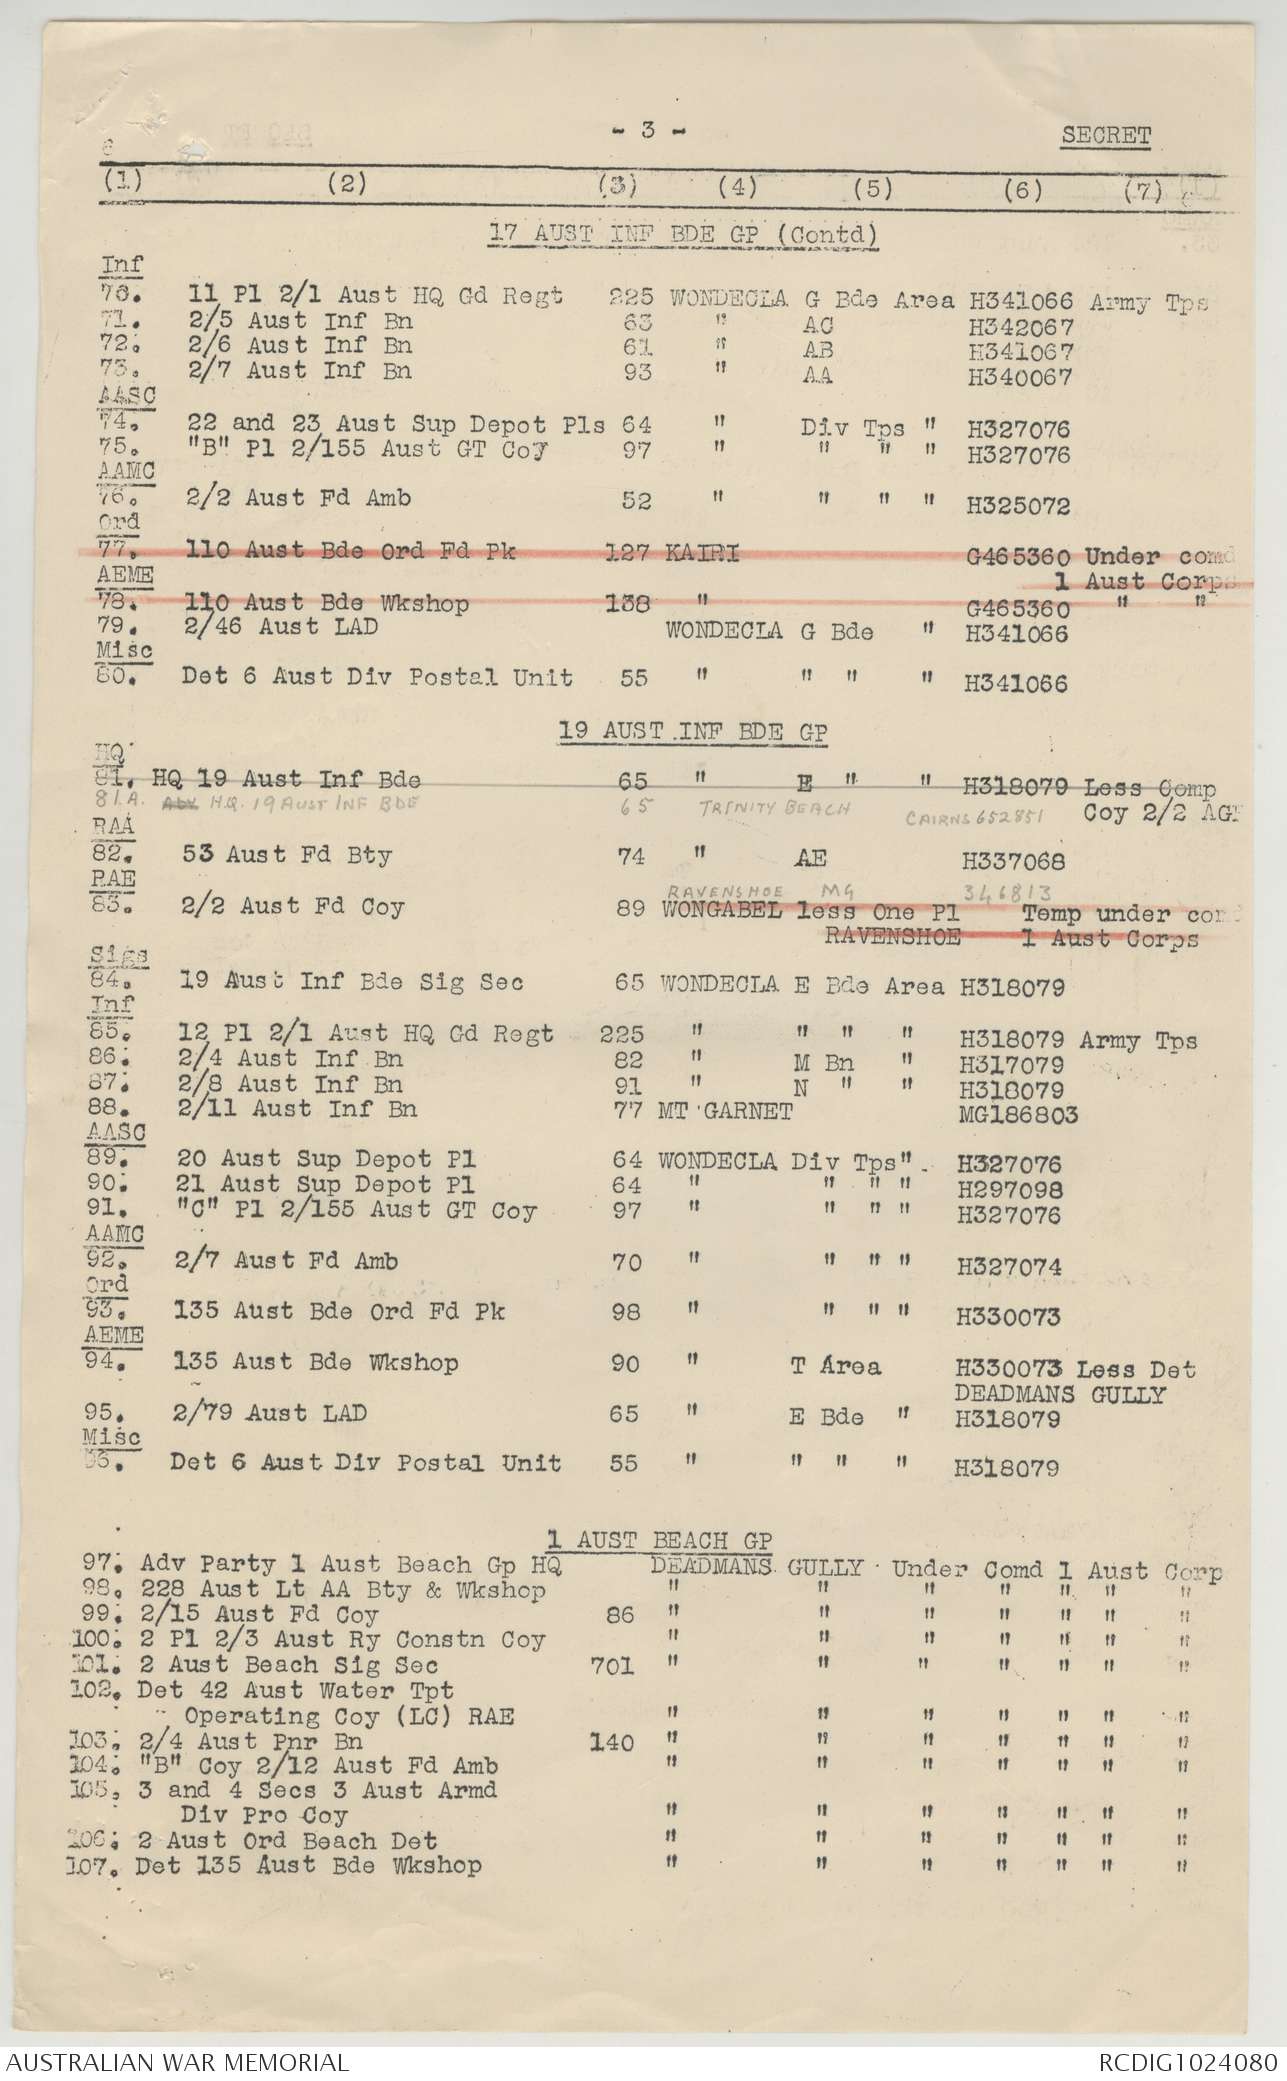 - 3 -
SECRET
(1) (2) (3) (4) (5) (6) (7)
17 AUST INF BDE GP (Contd)
Inf
70. 11 Pl 2/1 Aust HQ Gd Regt 225 WONDECLA G Bde Area H341066 Army Tps
71. 2/5 Aust Inf Bn 63 " AC H342067
72. 2/6 Aust Inf Bn 61 " AB H341067
73. 2/7 Aust Inf Bn 93 " AA H340067
AASC
74. 22 and 23 Aust Sup Depot Pls 64 " Div Tps " H327076
75. "B" Pl 2/155 Aust GT Coy 97 " " " " H327076
AAMC
76. 2/2 Aust Fd Amb 52 " " " " H325072
Ord
77. 110 Aust Bde Ord Fd Pk 127 KAIRI G465360 Under comd
1 Aust Corps
AEME
78. 110 Aust Bde Wkshop 138 " G465360 " "
79. 2/46 Aust LAD WONDECLA G Bde " H341066
Misc
80. Det 6 Aust Div Postal Unit 55 " " " " H341066
19 AUST INF BDE GP
HQ
81. HQ 19 Aust Inf Bde 65 " E " " H318079 Less Comp
81.A. Adv H.Q. 19 AUST INF BDE 65 TRINITY BEACH CAIRNS 652851 Coy 2/2 AGT
RAA
82. 53 Aust Fd Bty 74 " AE H337068
RAE
RAVENSHOE MG 346813
83. 2/2 Aust Fd Coy 89 WONGABEL less One Pl Temp under comd
RAVENSHOE 1 Aust Corps
Sigs
84. 19 Aust Inf Bde Sig Sec 65 WONDECLA E Bde Area H318079
Inf
85. 12 Pl 2/1 Aust HQ Gd Regt 225 " " " " H318079 Army Tps
86. 2/4 Aust Inf Bn 82 " M Bn " H317079
87. 2/8 Aust Inf Bn 91 " N " " H318079
88. 2/11 Aust Inf Bn 77 MT GARNET MG186803
AASC
89. 20 Aust Sup Depot Pl 64 WONDECLA Div Tps " H327076
90. 21 Aust Sup Depot Pl 64 " " " " H297098
91. "C" Pl 2/155 Aust GT Coy 97 " " " " H327076
AAMC
92. 2/7 Aust Fd Amb 70 " " " " H327074
Ord
93. 135 Aust Bde Ord Fd Pk 98 " " " " H330073
AEME
94. 135 Aust Bde Wkshop 90 " T Area H330073 Less Det
DEADMANS GULLY
95. 2/79 Aust LAD 65 " E Bde " H318079
Misc
96. Det 6 Aust Div Postal Unit 55 " " " " H318079
1 AUST BEACH GP
97. Adv Party 1 Aust Beach Gp HQ DEADMANS GULLY Under Comd 1 Aust Corp
98. 228 Aust Lt AA Bty & Wkshop " " " " " " "
99. 2/15 Aust Fd Coy 86 " " " " " " "
100. 2 Pl 2/3 Aust Ry Constn Coy " " " " " " "
101. 2 Aust Beach Sig Sec 701 " " " " " " "
102. Det 42 Aust Water Tpt
Operating Coy (LC) RAE " " " " " " "
103. 2/4 Aust Pnr Bn 140 " " " " " " "
104. "B" Coy 2/12 Aust Fd Amb " " " " " " "
105. 3 and 4 Secs 3 Aust Armd
Div Pro Coy " " " " " " "
106. 2 Aust Ord Beach Det " " " " " " "
107. Det 135 Aust Bde Wkshop " " " " " " "
AUSTRALIAN WAR MEMORIAL RCDIG1024080